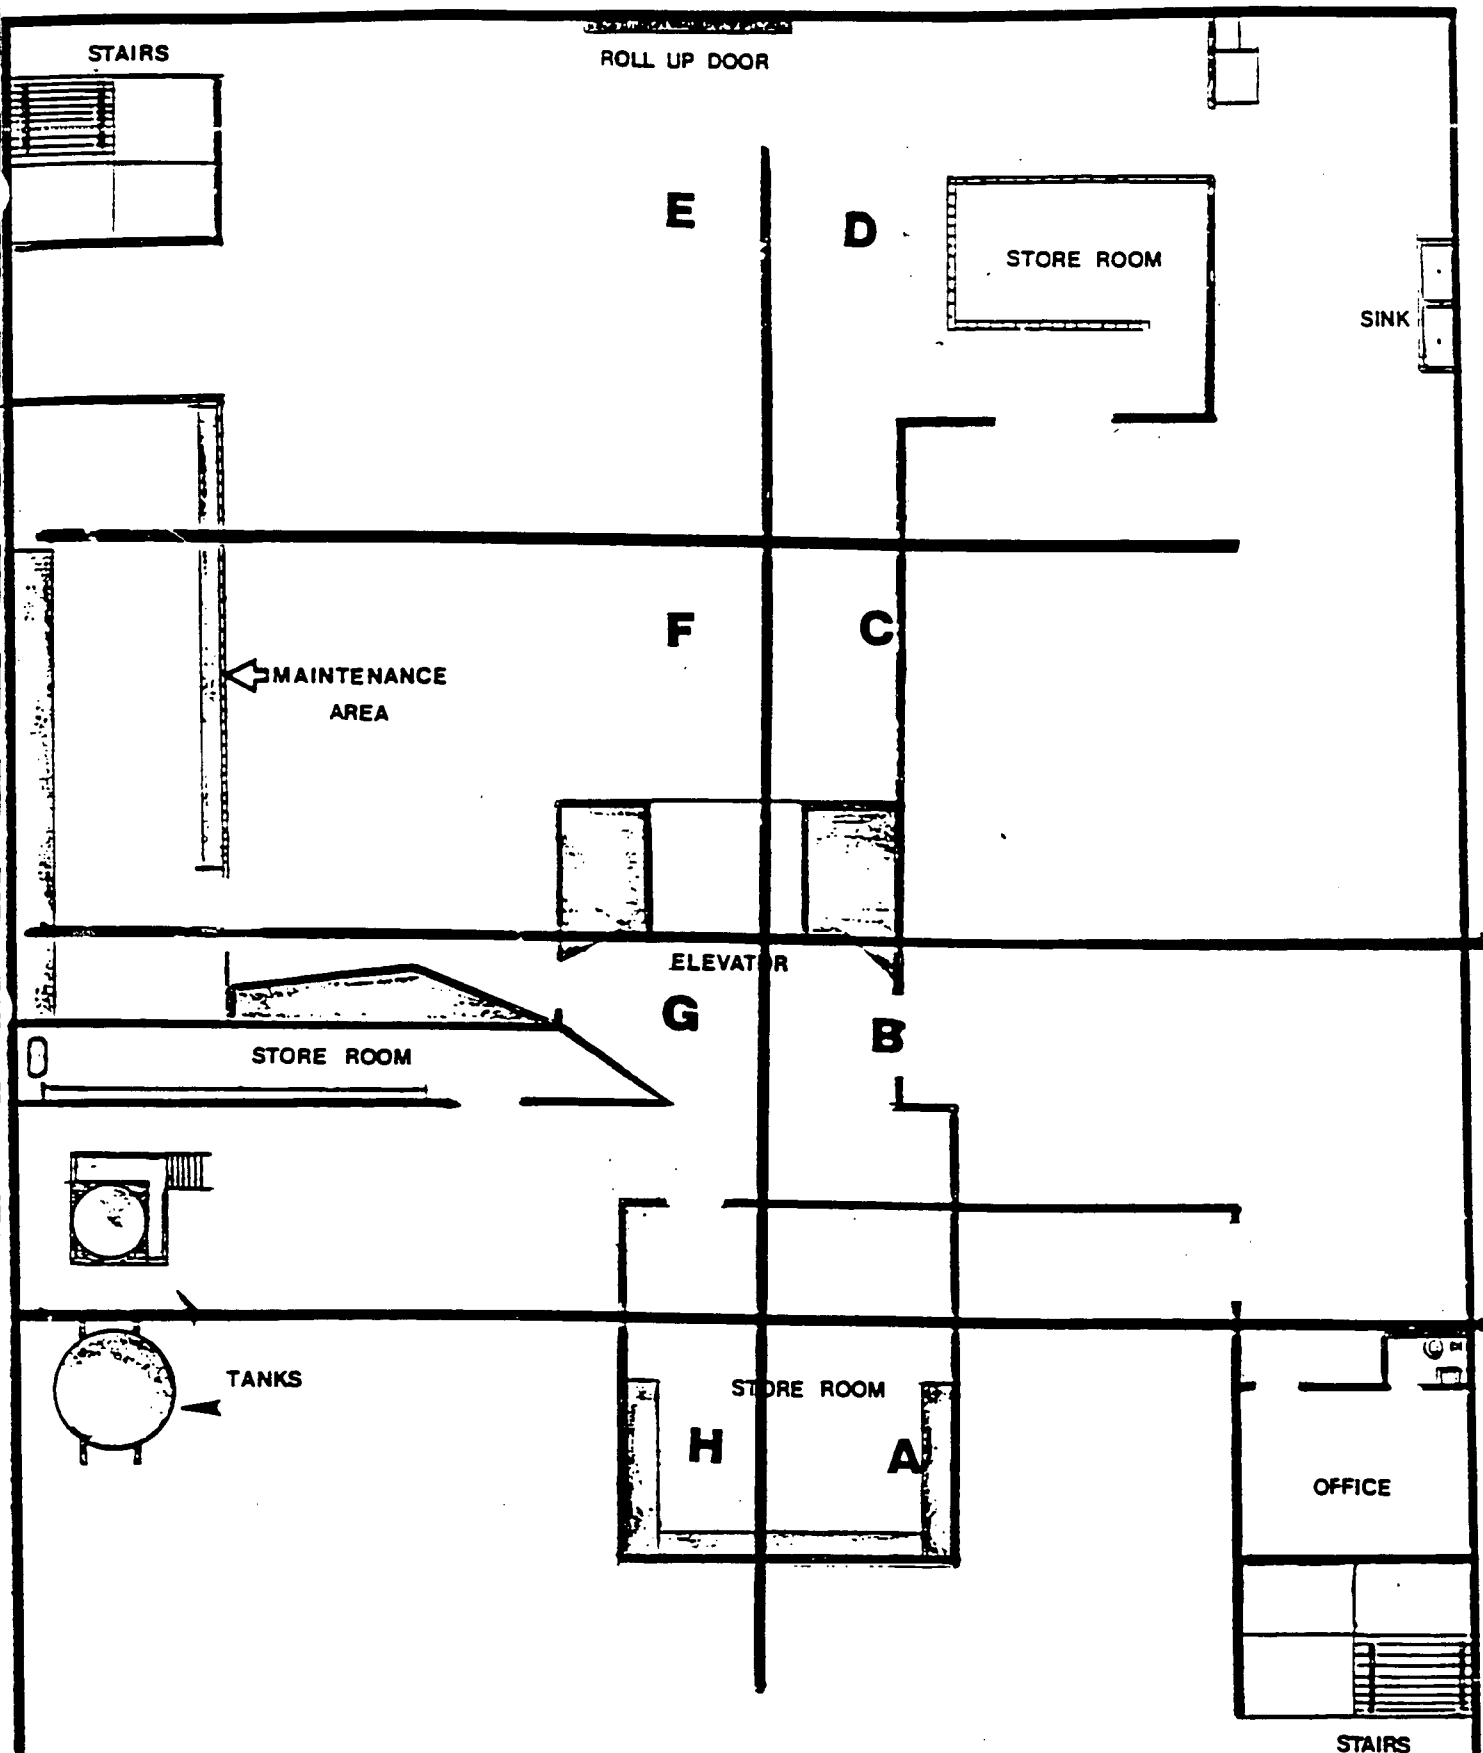 STAIRS
ROLL UP DOOR
E
D
STORE ROOM
SINK
F
C
MAINTENANCE
AREA
ELEVATOR
G
B
STORE ROOM
TANKS
STORE ROOM
H
A
OFFICE
STAIRS